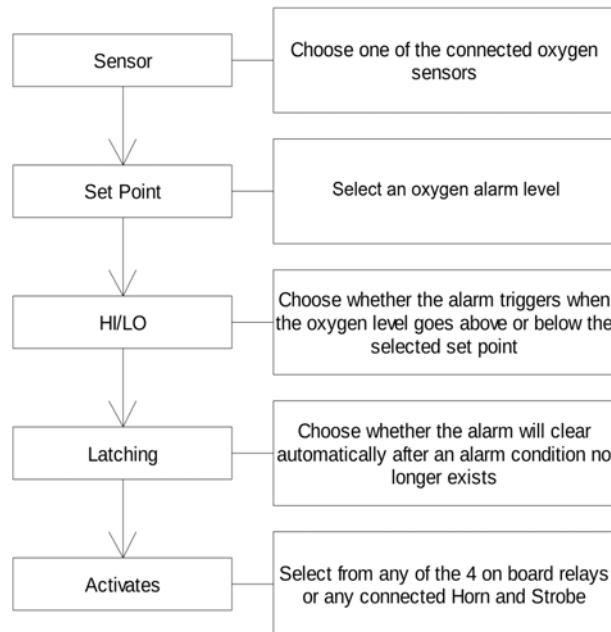 Sensor
Choose one of the connected oxygen
sensors
Set Point
Select an oxygen alarm level
HI/LO
Choose whether the alarm triggers when
the oxygen level goes above or below the
selected set point
Latching
Choose whether the alarm will clear
automatically after an alarm condition no
longer exists
Activates
Select from any of the 4 on board relays
or any connected Horn and Strobe